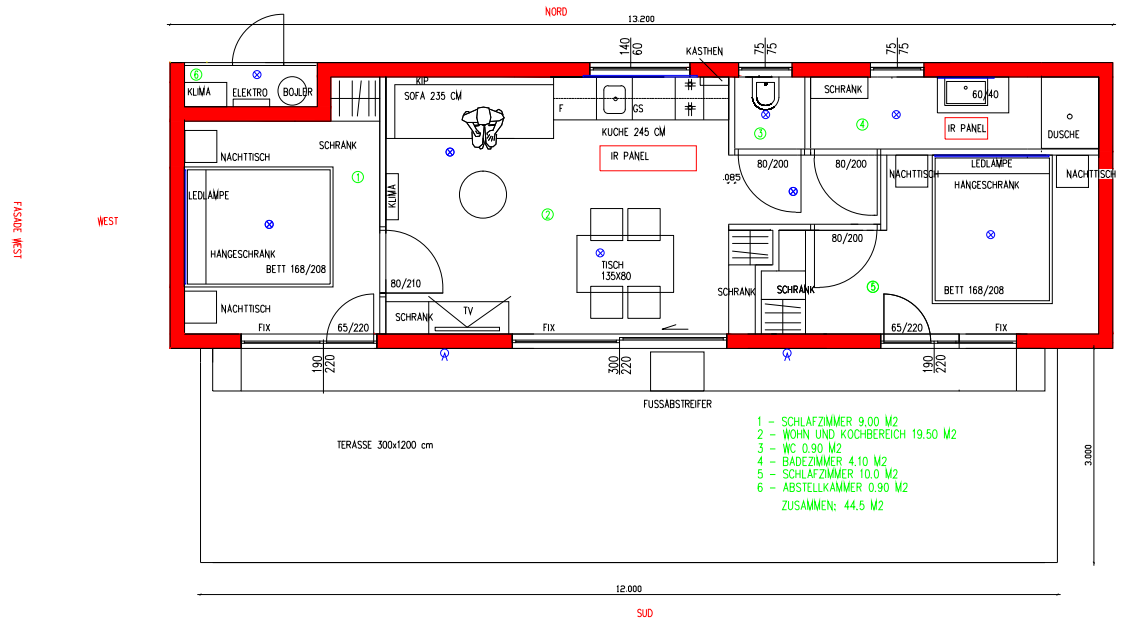 NORD
13.200
140
60
75
75
75
75
KASTHEN
6
KLIMA
ELEKTRO
BOJLER
KIP
SOFA 235 CM
F
GS
KUCHE 245 CM
IR PANEL
3
SCHRANK
4
60/40
IR PANEL
DUSCHE
NACHTTISCH
SCHRANK
1
LEDLAMPE
HANGESCHRANK
BETT 168/208
NACHTTISCH
KLIMA
2
.085
80/200
80/200
NACHTTISCH
LEDLAMPE
HANGESCHRANK
NACHTTISCH
80/200
TISCH
135X80
80/210
SCHRANK
TV
SCHRANK
SCHRANK
5
BETT 168/208
FIX
65/220
FIX
65/220
FIX
190
220
A
300
220
A
190
220
FUSSABSTREIFER
FASADE WEST
WEST
TERASSE 300x1200 cm
1 - SCHLAFZIMMER 9.00 M2
2 - WOHN UND KOCHBEREICH 19.50 M2
3 - WC 0.90 M2
4 - BADEZIMMER 4.10 M2
5 - SCHLAFZIMMER 10.0 M2
6 - ABSTELLKAMMER 0.90 M2
ZUSAMMEN: 44.5 M2
3.000
12.000
SUD